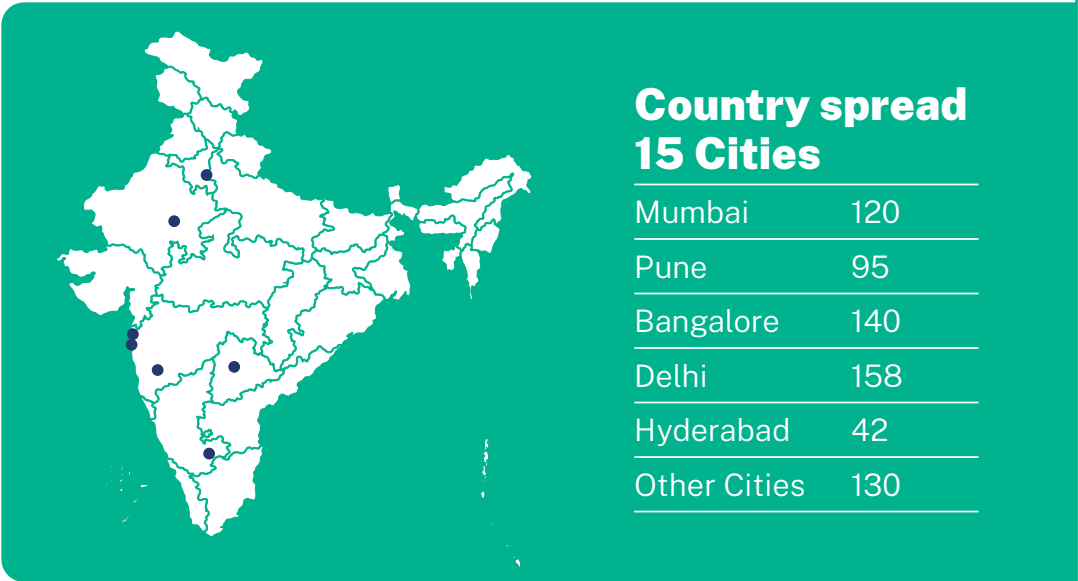 Country spread
15 Cities
Mumbai 120
Pune 95
Bangalore 140
Delhi 158
Hyderabad 42
Other Cities 130